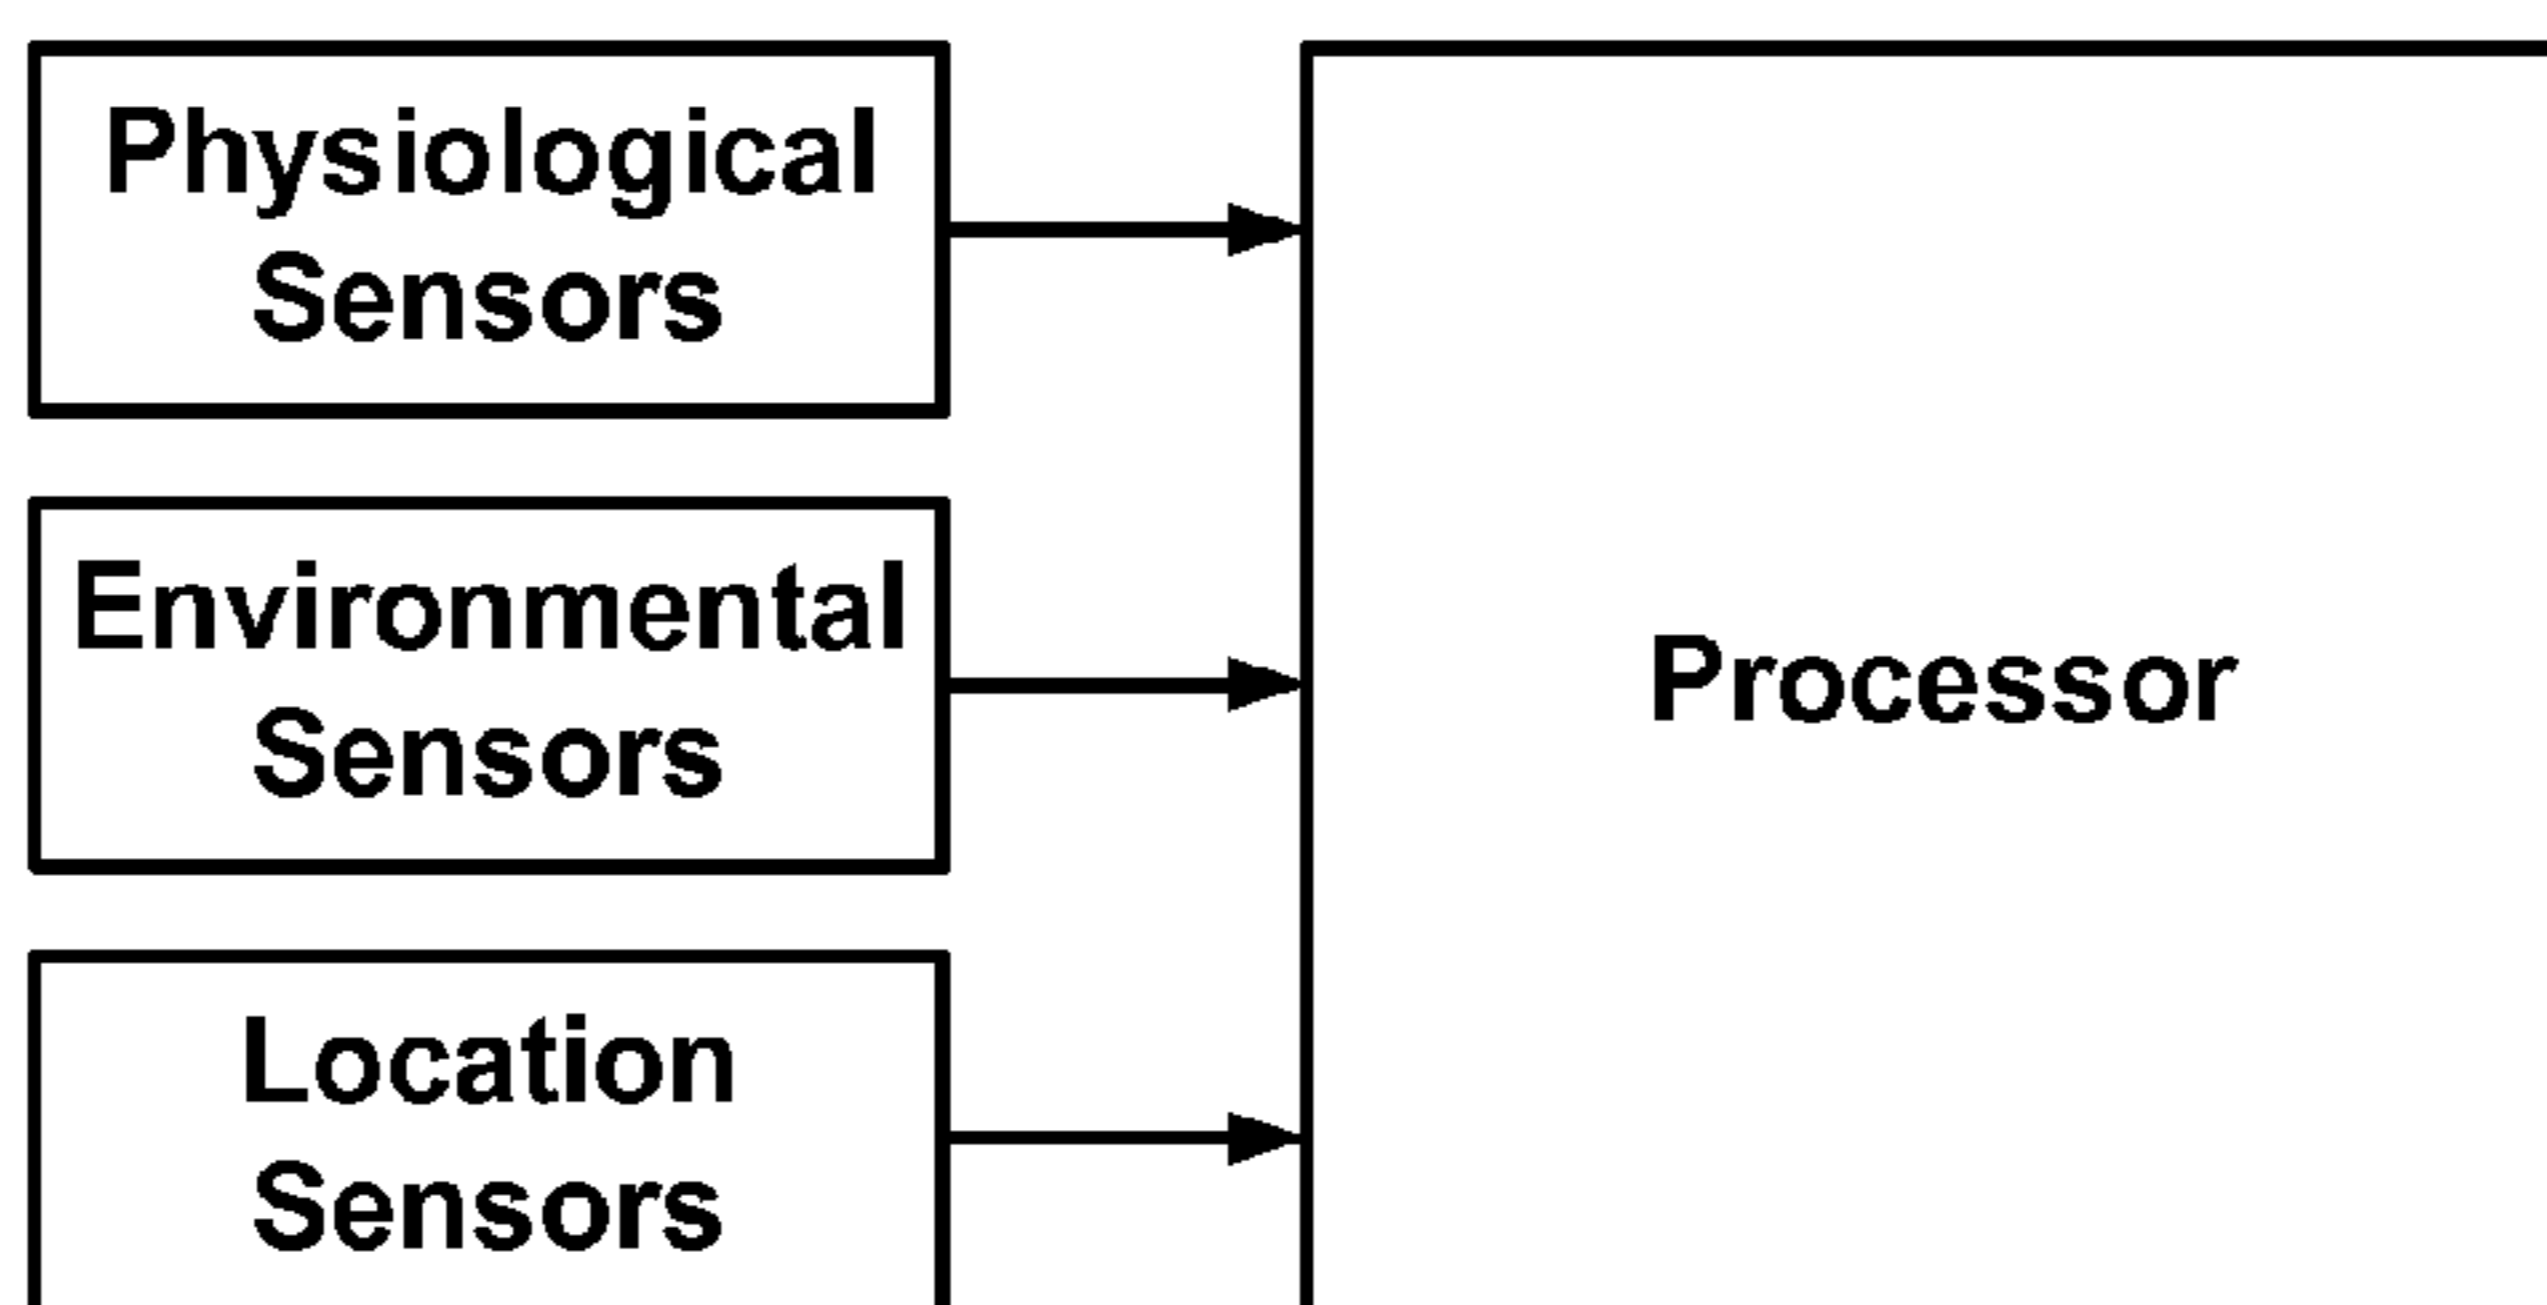 Physiological
Sensors
Environmental
Sensors
Processor
Location
Sensors